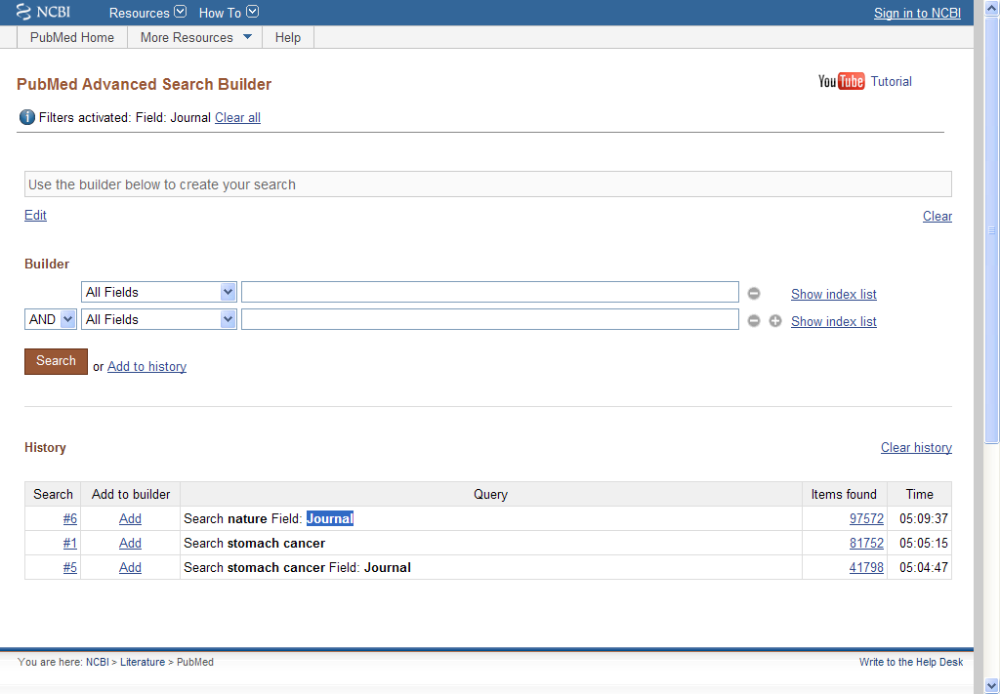 NCBI Resources How To Sign in to NCBI
PubMed Home More Resources Help
PubMed Advanced Search Builder
You Tube Tutorial
Filters activated: Field: Journal Clear all
Use the builder below to create your search
Edit Clear
Builder
All Fields Show index list
AND All Fields Show index list
Search or Add to history
History Clear history
Search Add to builder Query Items found Time
#6 Add Search nature Field: Journal 97572 05:09:37
#1 Add Search stomach cancer 81752 05:05:15
#5 Add Search stomach cancer Field: Journal 41798 05:04:47
You are here: NCBI > Literature > PubMed Write to the Help Desk